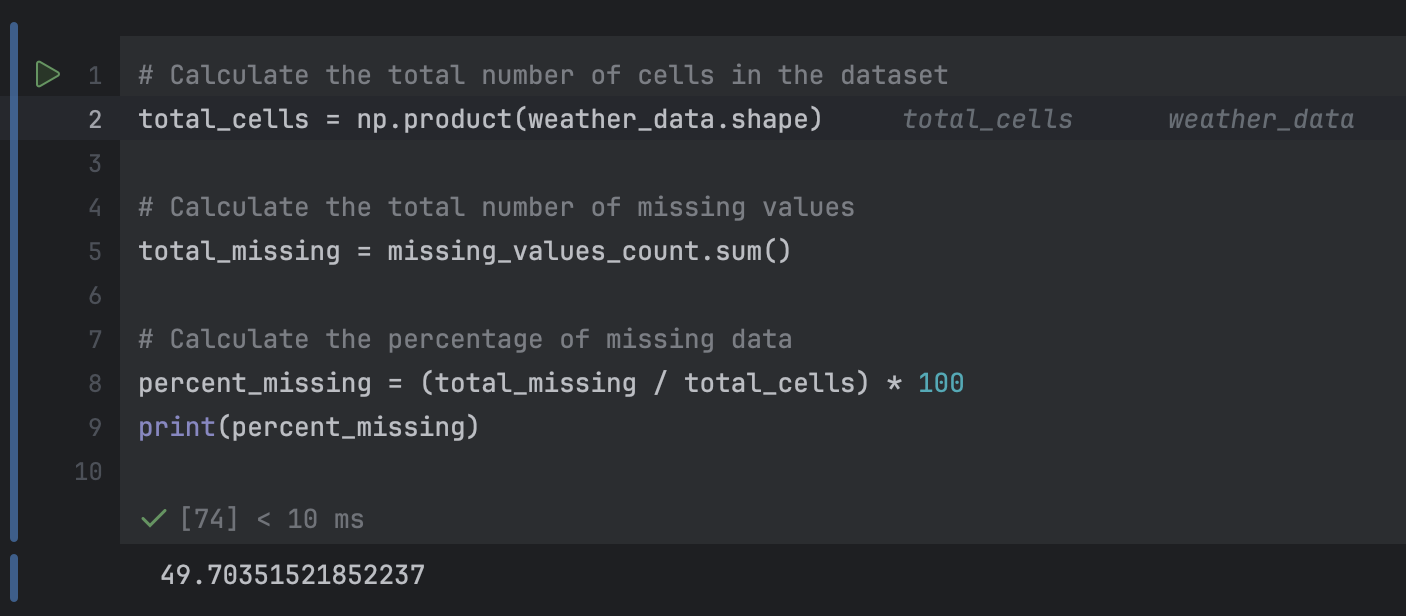 1 # Calculate the total number of cells in the dataset
2 total_cells = np.product(weather_data.shape) total_cells weather_data
3
4 # Calculate the total number of missing values
5 total_missing = missing_values_count.sum()
6
7 # Calculate the percentage of missing data
8 percent_missing = (total_missing / total_cells) * 100
9 print(percent_missing)
10
[74] < 10 ms
49.70351521852237